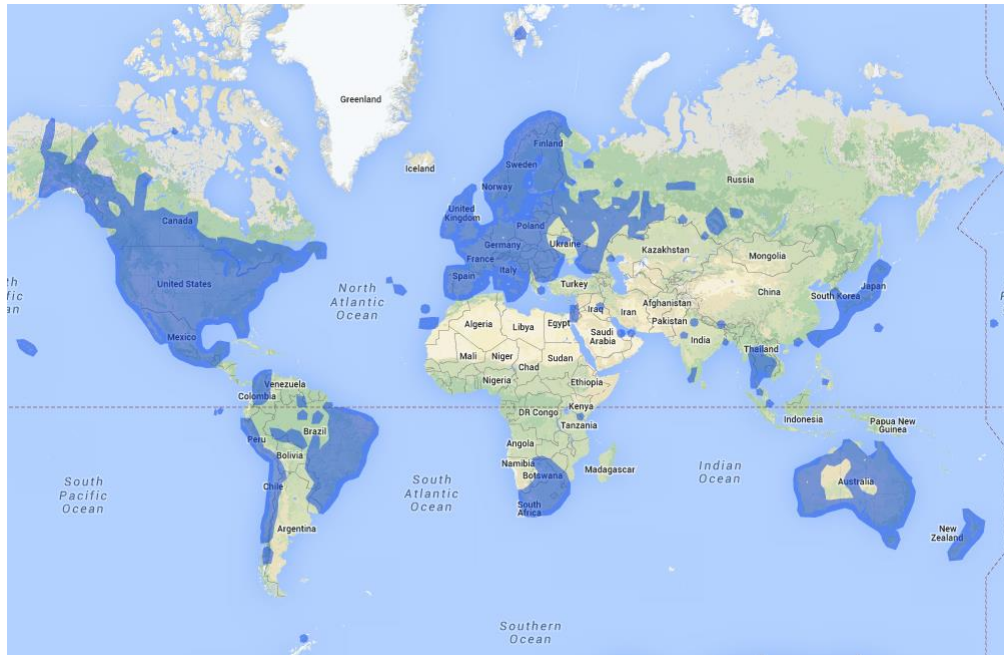 Greenland
Iceland
Finland
Sweden
Norway
Russia
United
Kingdom
Canada
Poland
Germany
Ukraine
Kazakhstan
France
Mongolia
Spain
Italy
United States
Turkey
North
Atlantic
Ocean
China
Japan
South Korea
Iraq
Iran
Afghanistan
Pakistan
Algeria
Libya
Egypt
Saudi
Arabia
India
Mexico
Mali
Niger
Chad
Sudan
Thailand
Nigeria
Ethiopia
Venezuela
Colombia
Kenya
DR Congo
Tanzania
Indonesia
Papua New
Guinea
Brazil
Peru
Angola
Bolivia
Namibia
Botswana
Madagascar
Indian
Ocean
South
Pacific
Ocean
Chile
South
Atlantic
Ocean
Australia
South
Africa
Argentina
New
Zealand
Southern
Ocean